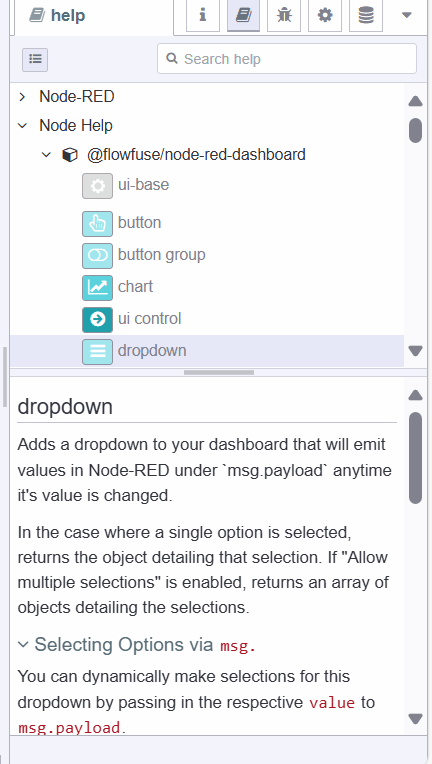 help
Search help
Node-RED
Node Help
@flowfuse/node-red-dashboard
ui-base
button
button group
chart
ui control
dropdown
dropdown
Adds a dropdown to your dashboard that will emit
values in Node-RED under `msg.payload` anytime
it's value is changed.
In the case where a single option is selected,
returns the object detailing that selection. If "Allow
multiple selections" is enabled, returns an array of
objects detailing the selections.
Selecting Options via msg.
You can dynamically make selections for this
dropdown by passing in the respective value to
msg.payload.